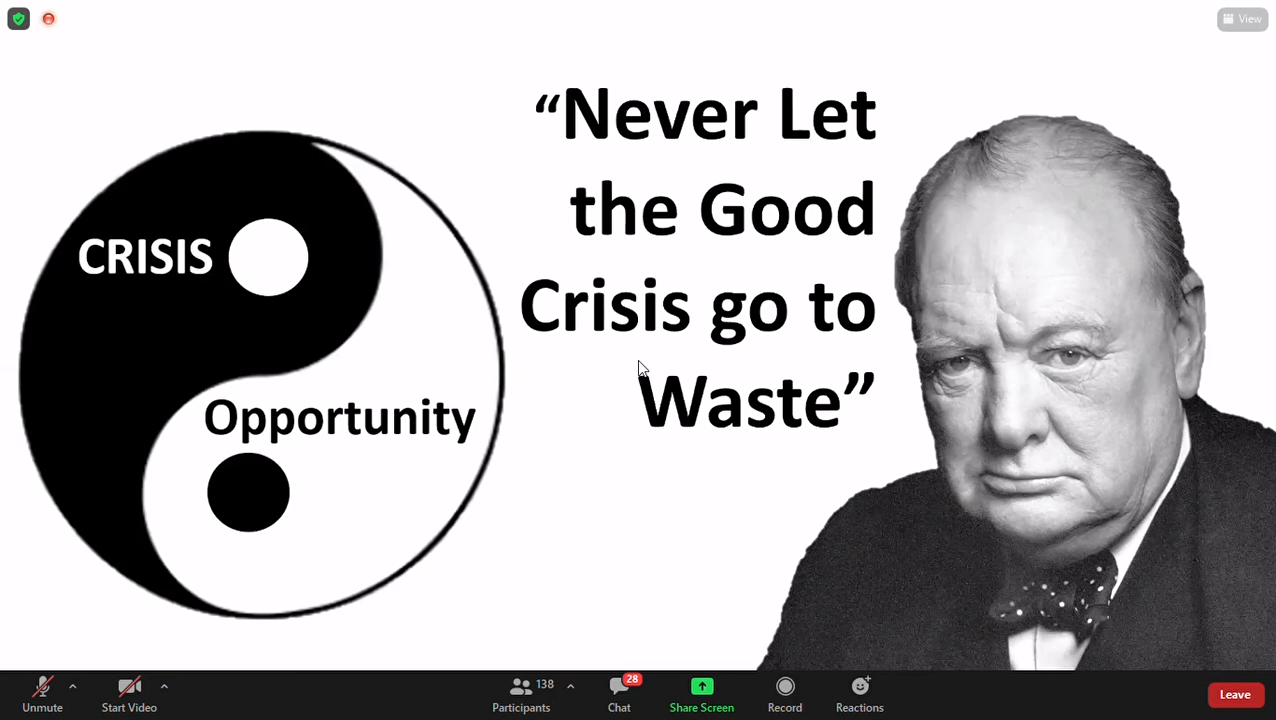 View
“Never Let
the Good
Crisis go to
Waste”
CRISIS
Opportunity
Unmute
Start Video
138
Participants
28
Chat
Share Screen
Record
Reactions
Leave